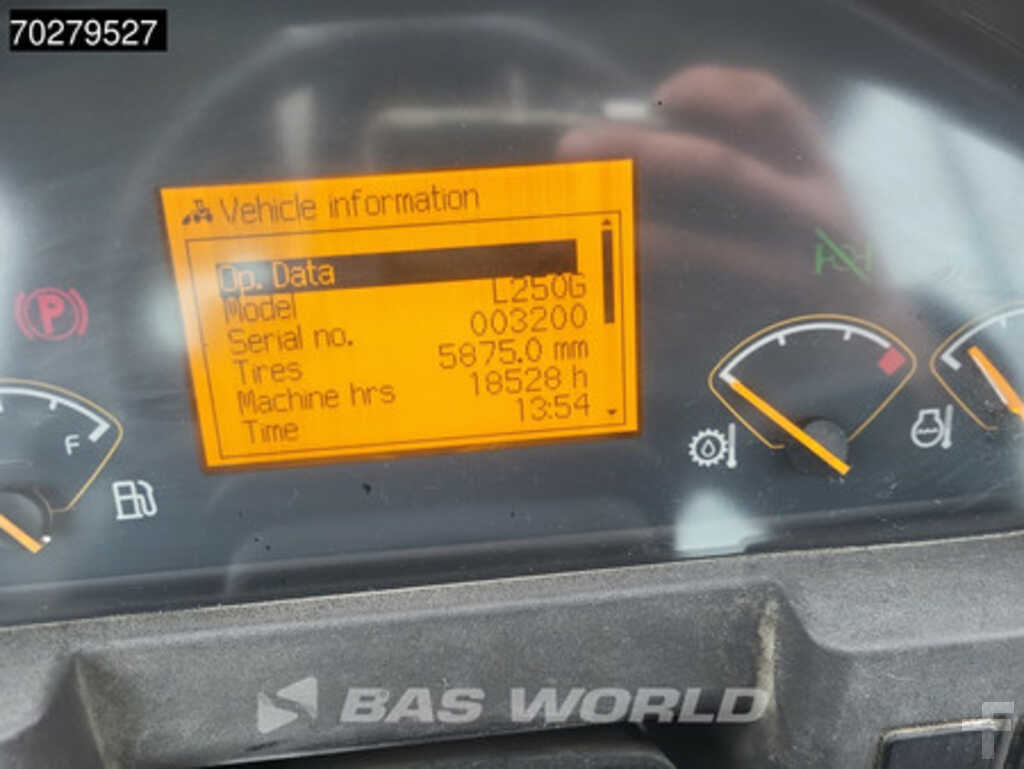 70279527
Vehicle information
Op. Data
Model L250G
Serial no. 003200
Tires 5875.0 mm
Machine hrs 18528 h
Time 13:54
P
F
BAS WORLD